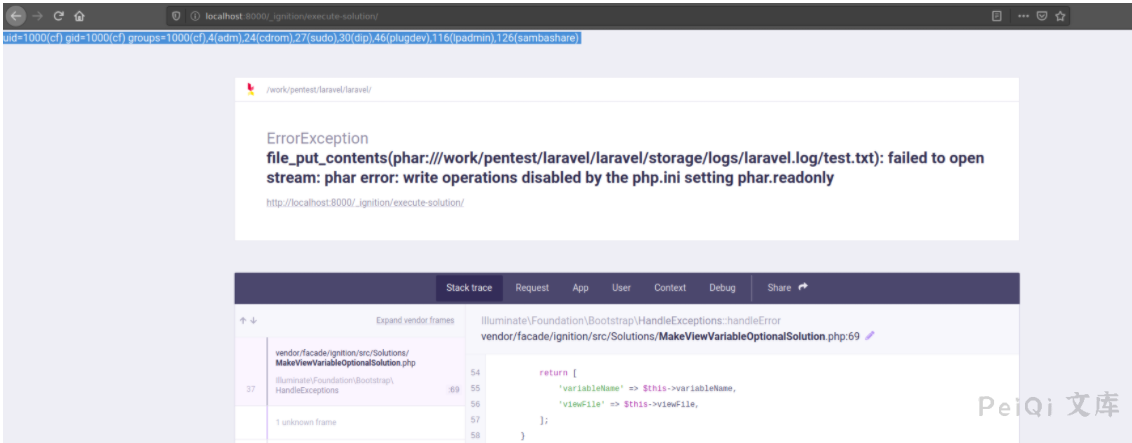 localhost:8000/_ignition/execute-solution/
uid=1000(cf) gid=1000(cf) groups=1000(cf),4(adm),24(cdrom),27(sudo),30(dip),46(plugdev),116(lpadmin),126(sambashare)
/work/pentest/laravel/laravel/
ErrorException
file_put_contents(phar:///work/pentest/laravel/laravel/storage/logs/laravel.log/test.txt): failed to open
stream: phar error: write operations disabled by the php.ini setting phar.readonly
http://localhost:8000/_ignition/execute-solution/
Stack trace Request App User Context Debug Share
Expand vendor frames
vendor/facade/ignition/src/Solutions/
MakeViewVariableOptionalSolution.php
Illuminate\Foundation\Bootstrap\
HandleExceptions
37 :69
1 unknown frame
Illuminate\Foundation\Bootstrap\HandleExceptions::handleError
vendor/facade/ignition/src/Solutions/MakeViewVariableOptionalSolution.php:69
54 return [
55 'variableName' => $this->variableName,
56 'viewFile' => $this->viewFile,
57 ];
58 }
PeiQi 文库